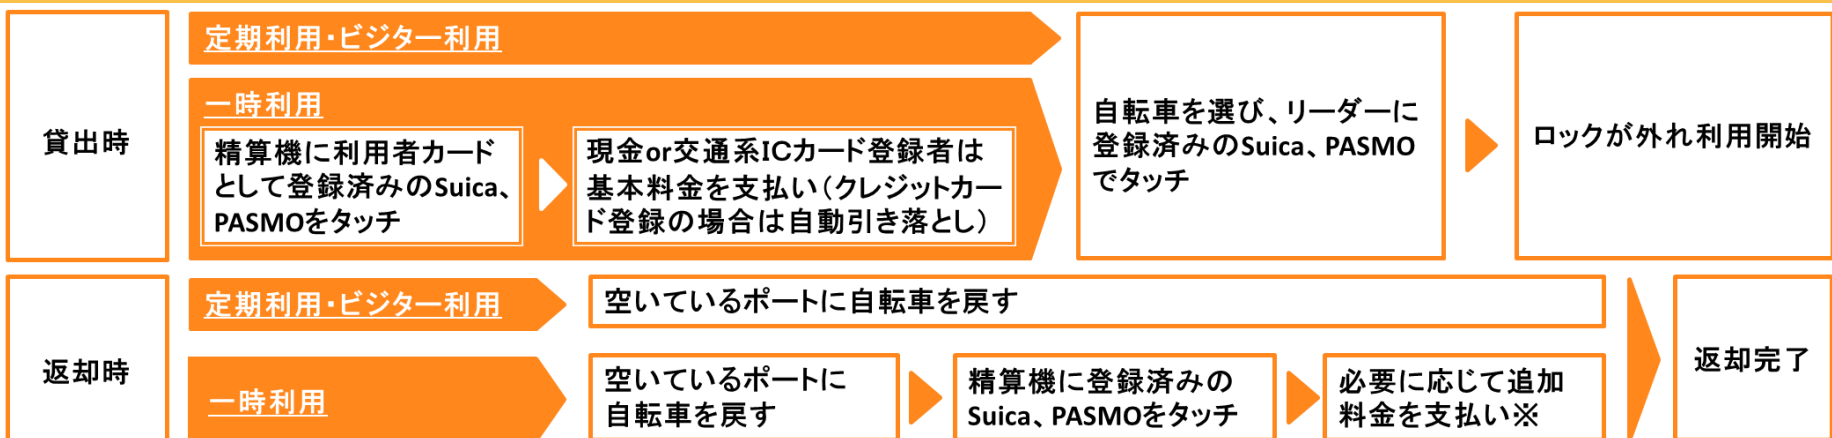 貸出時
定期利用・ビジター利用
一時利用
精算機に利用者カード
として登録済みのSuica、
PASMOをタッチ
現金or交通系ICカード登録者は
基本料金を支払い（クレジットカー
ド登録の場合は自動引き落とし）
自転車を選び、リーダーに
登録済みのSuica、PASMO
でタッチ
ロックが外れ利用開始
返却時
定期利用・ビジター利用
空いているポートに自転車を戻す
一時利用
空いているポートに
自転車を戻す
精算機に登録済みの
Suica、PASMOをタッチ
必要に応じて追加
料金を支払い※
返却完了